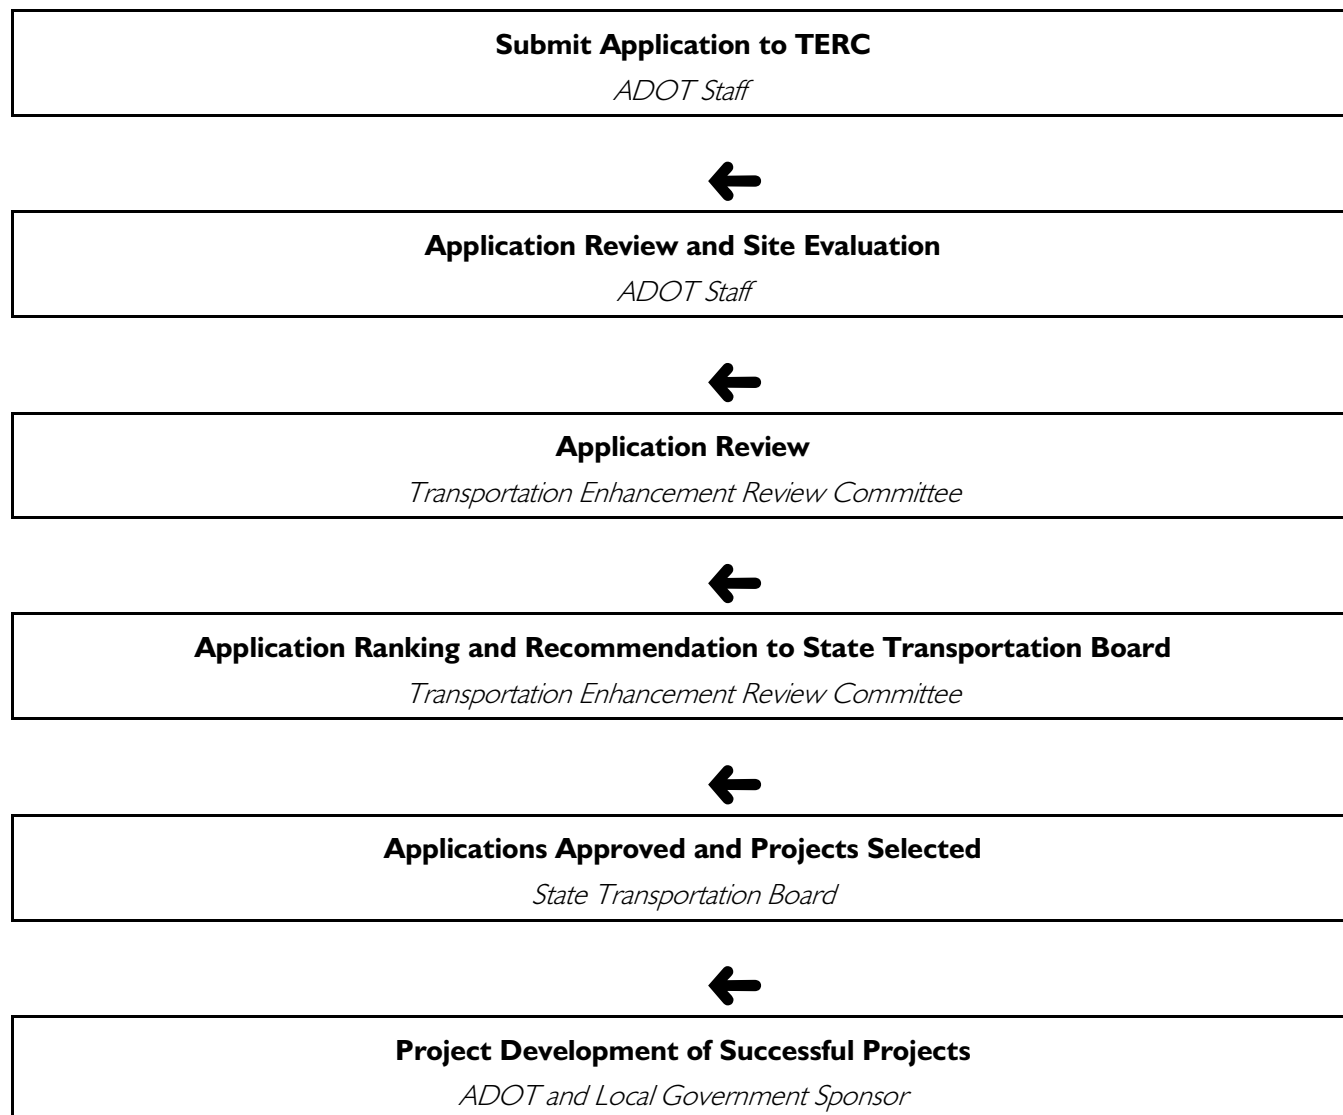 Submit Application to TERC
ADOT Staff
Application Review and Site Evaluation
ADOT Staff
Application Review
Transportation Enhancement Review Committee
Application Ranking and Recommendation to State Transportation Board
Transportation Enhancement Review Committee
Applications Approved and Projects Selected
State Transportation Board
Project Development of Successful Projects
ADOT and Local Government Sponsor